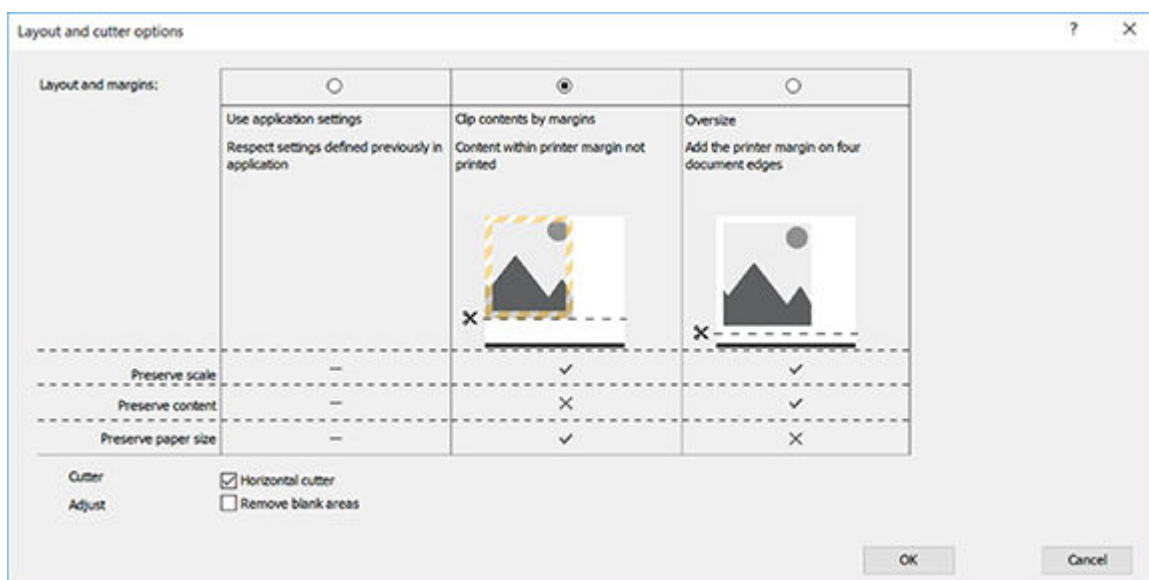 Layout and cutter options
?
Layout and margins:
Use application settings
Respect settings defined previously in
application
Clip contents by margins
Content within printer margin not
printed
Oversize
Add the printer margin on four
document edges
Preserve scale
Preserve content
Preserve paper size
Cutter
Horizontal cutter
Adjust
Remove blank areas
OK
Cancel